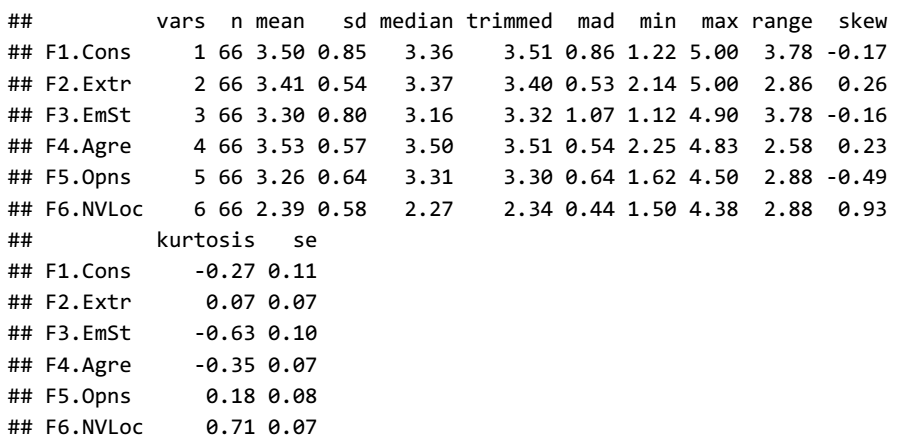 ##          vars  n mean   sd median trimmed  mad  min  max range  skew
## F1.Cons     1 66 3.50 0.85   3.36    3.51 0.86 1.22 5.00  3.78 -0.17
## F2.Extr     2 66 3.41 0.54   3.37    3.40 0.53 2.14 5.00  2.86  0.26
## F3.EmSt     3 66 3.30 0.80   3.16    3.32 1.07 1.12 4.90  3.78 -0.16
## F4.Agre     4 66 3.53 0.57   3.50    3.51 0.54 2.25 4.83  2.58  0.23
## F5.Opns     5 66 3.26 0.64   3.31    3.30 0.64 1.62 4.50  2.88 -0.49
## F6.NVLoc    6 66 2.39 0.58   2.27    2.34 0.44 1.50 4.38  2.88  0.93
##          kurtosis   se
## F1.Cons     -0.27 0.11
## F2.Extr      0.07 0.07
## F3.EmSt     -0.63 0.10
## F4.Agre     -0.35 0.07
## F5.Opns      0.18 0.08
## F6.NVLoc     0.71 0.07